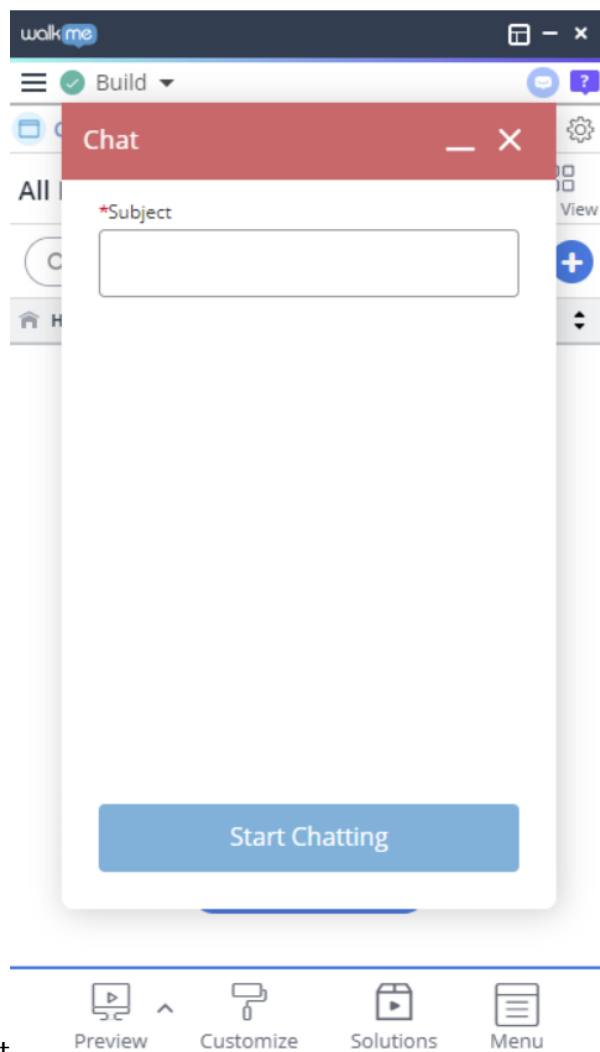 walkme
Build
?
Chat
All
View
*Subject
H
Start Chatting
Preview
Customize
Solutions
Menu